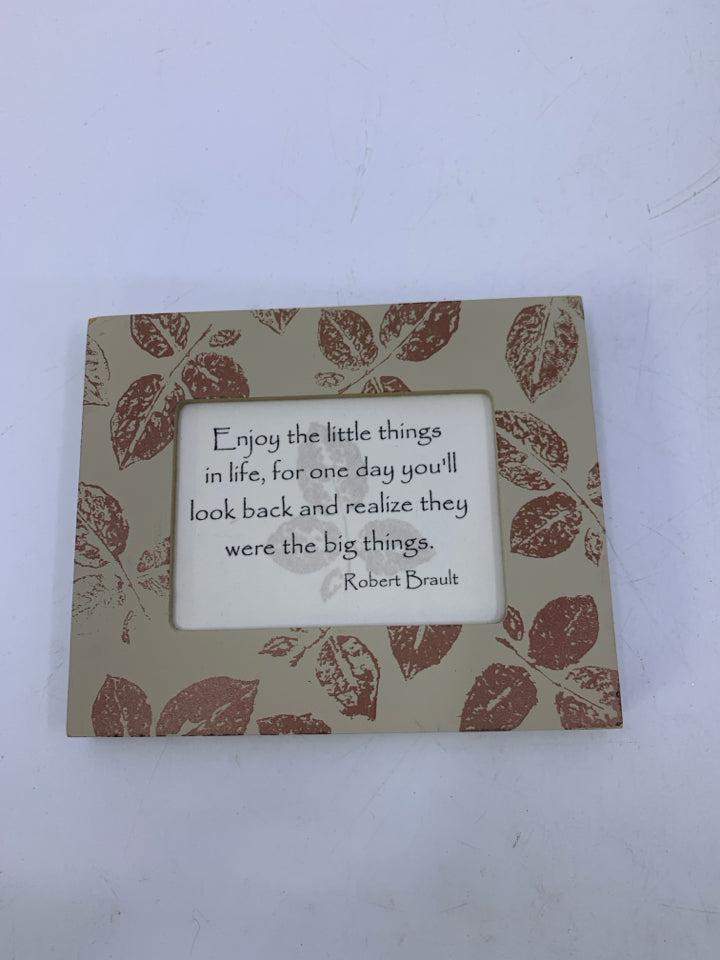 Enjoy the little things
in life, for one day you'll
look back and realize they
were the big things.
Robert Brault